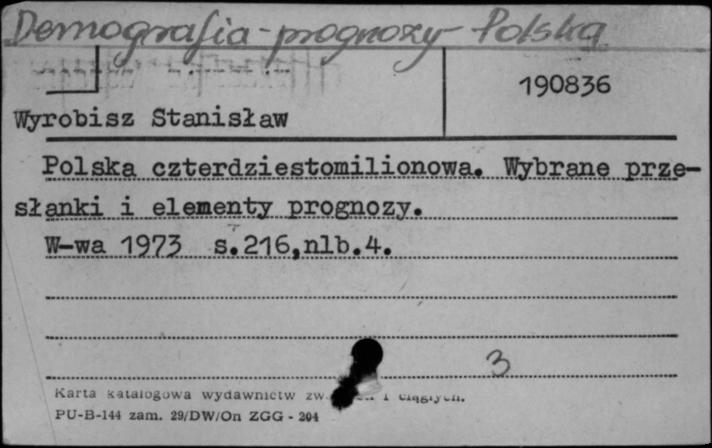 Demografia - prognozy - Polska
190836
Wyrobisz Stanisław
Polska czterdziestomilionowa. Wybrane prze-
słanki i elementy prognozy.
W-wa 1973 s.216,nlb.4.
3
Karta katalogowa wydawnictw i ciągłych.
PU-B-144 zam. 29/DW/On ZGG - 204